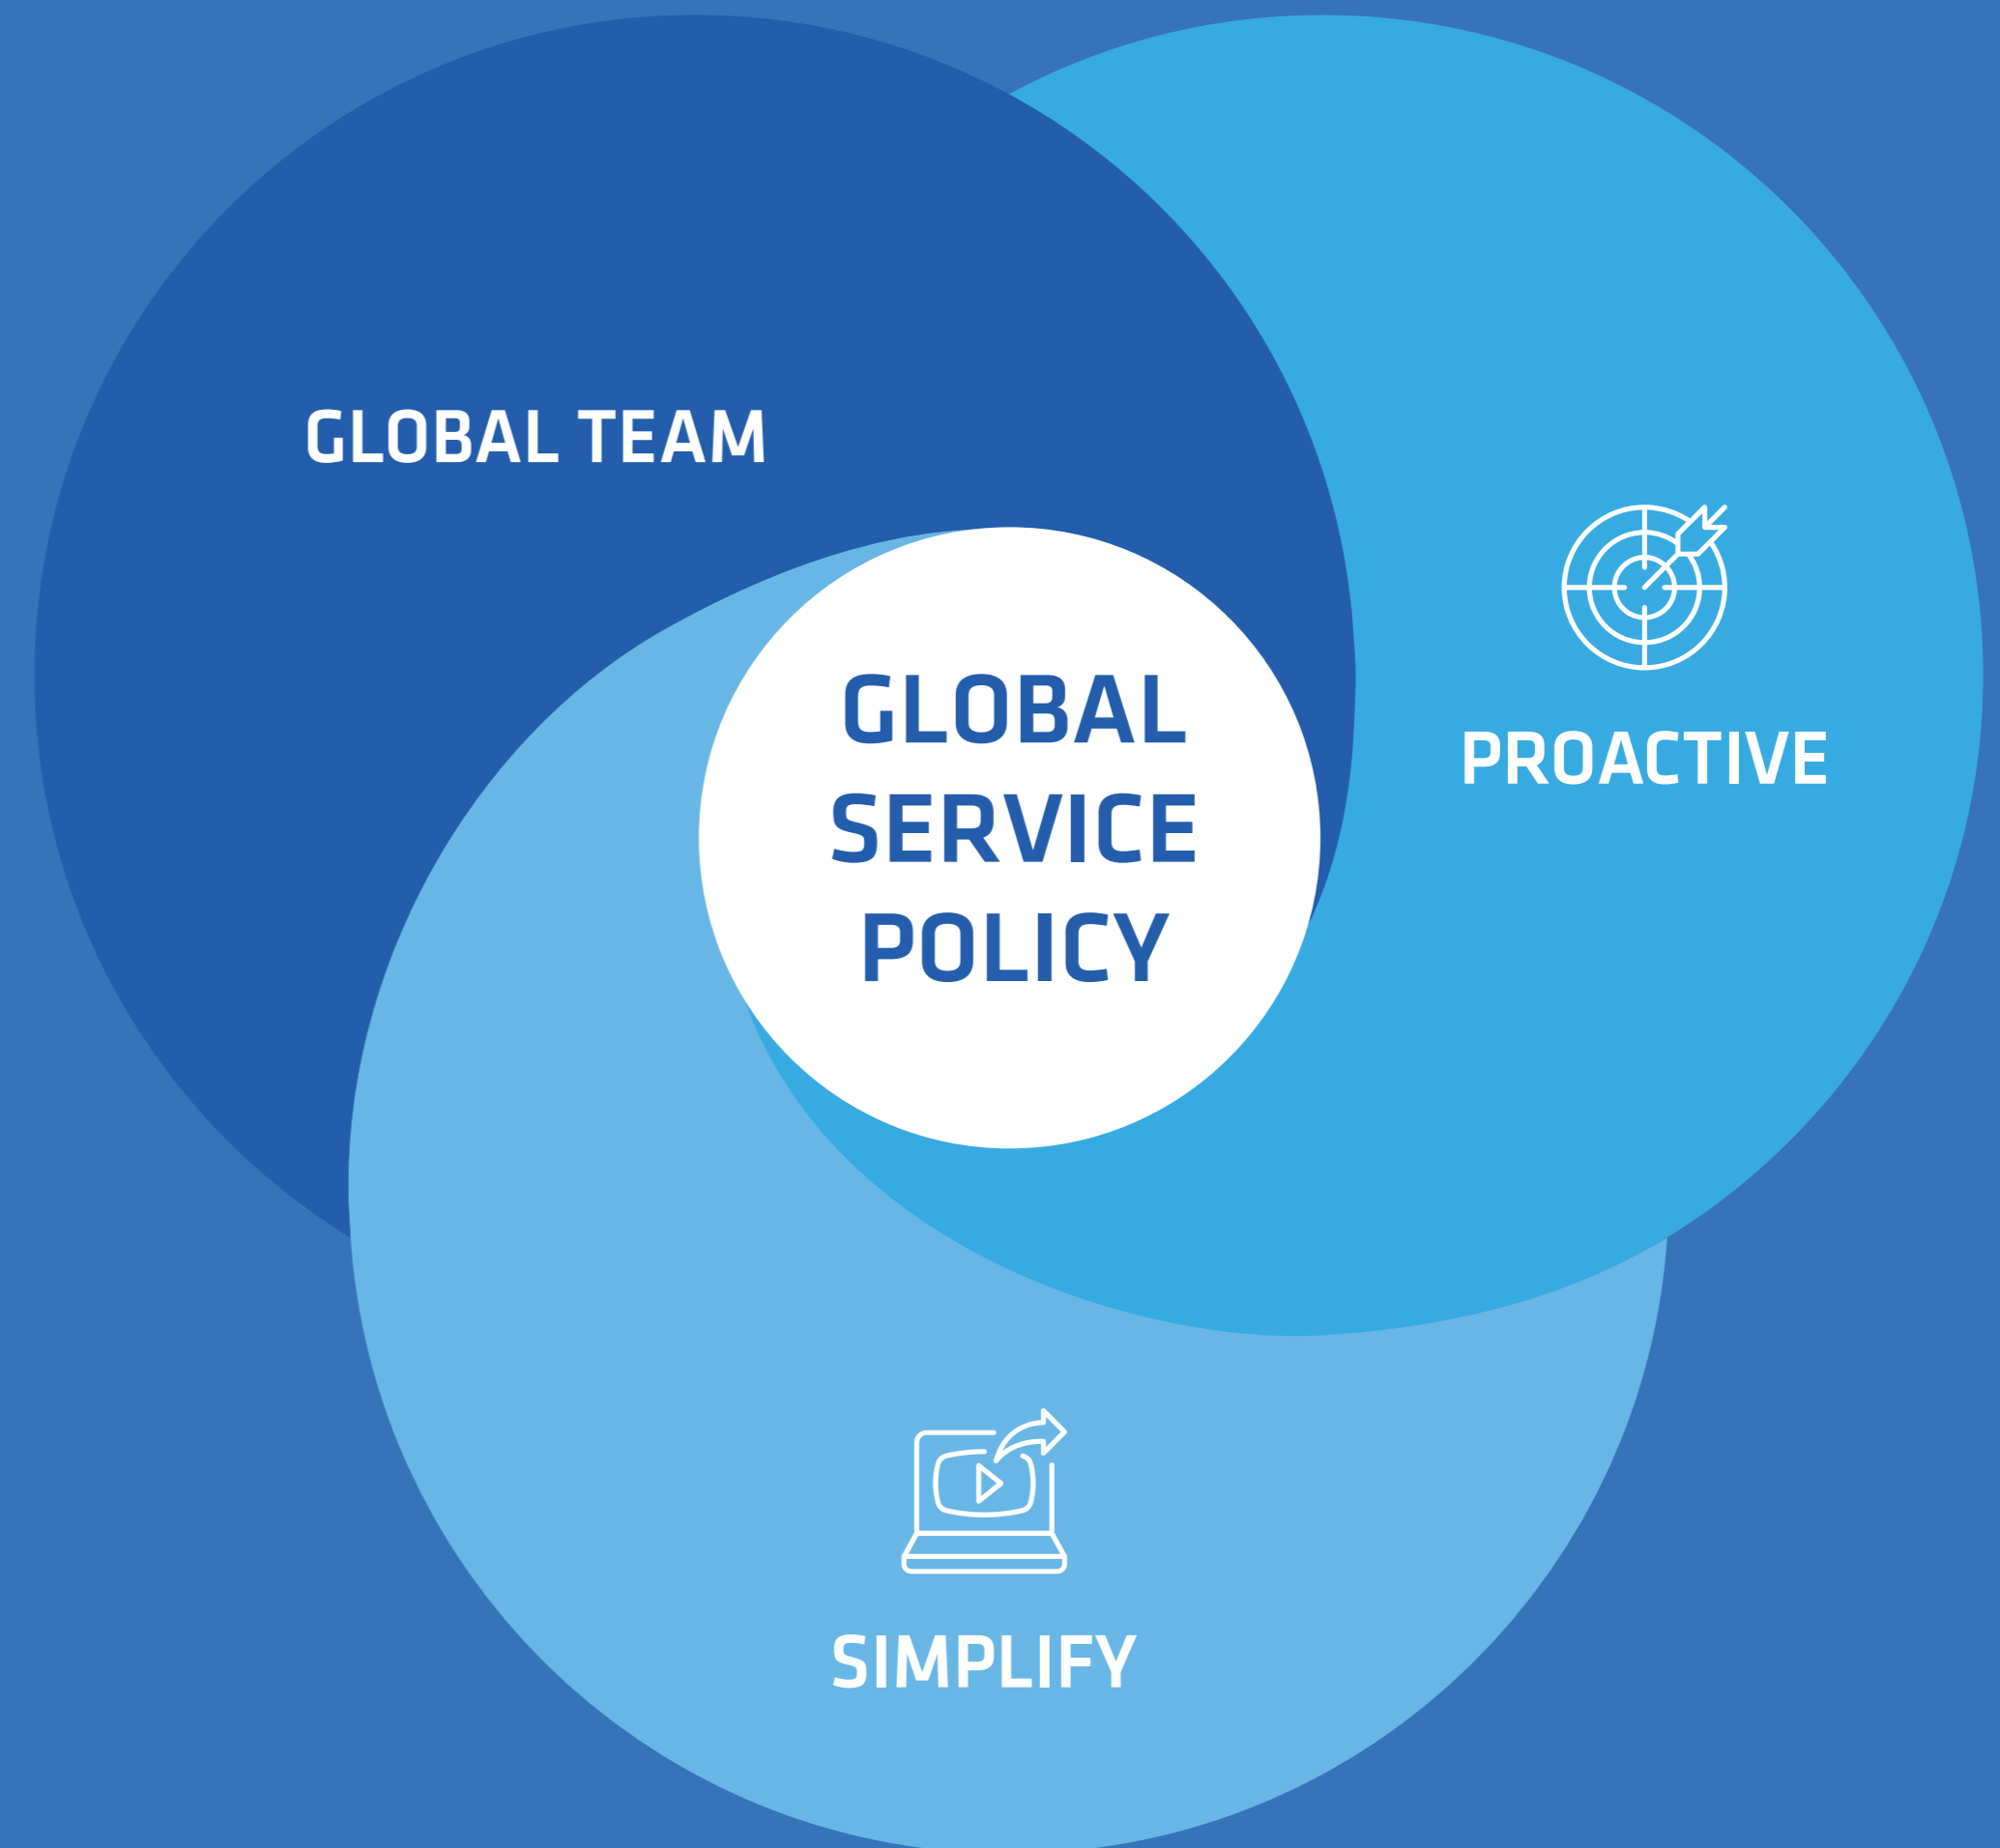 GLOBAL TEAM
PROACTIVE
GLOBAL
SERVICE
POLICY
SIMPLIFY